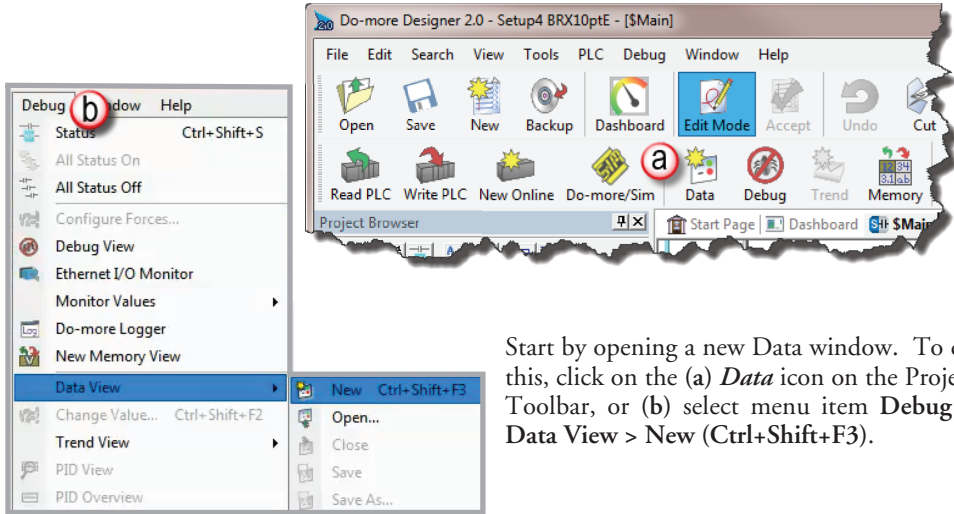 Do-more Designer 2.0 - Setup4 BRX10ptE - [$Main]
File Edit Search View Tools PLC Debug Window Help
Open Save New Backup Dashboard Edit Mode Accept Undo Cut
a
Read PLC Write PLC New Online Do-more/Sim Data Debug Trend Memory
Project Browser Start Page Dashboard $Main
b
Debug Window Help
Status Ctrl+Shift+S
All Status On
All Status Off
Configure Forces...
Debug View
Ethernet I/O Monitor
Monitor Values
Do-more Logger
New Memory View
Data View
Change Value... Ctrl+Shift+F2
Trend View
PID View
PID Overview
New Ctrl+Shift+F3
Open...
Close
Save
Save As...
Start by opening a new Data window. To
this, click on the (a) Data icon on the
Toolbar, or (b) select menu item Debug
Data View > New (Ctrl+Shift+F3).